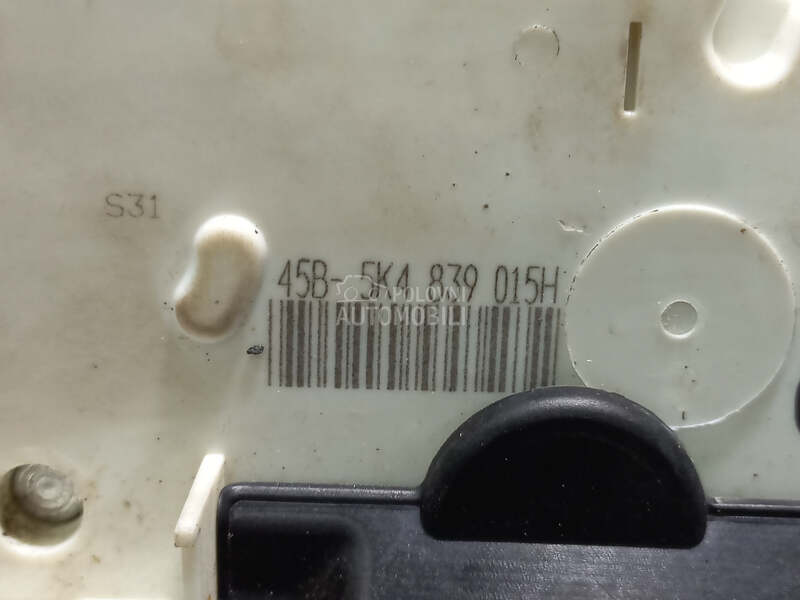 S31
45B- 5K4 839 015H
POLOVNI
AUTOMOBILI